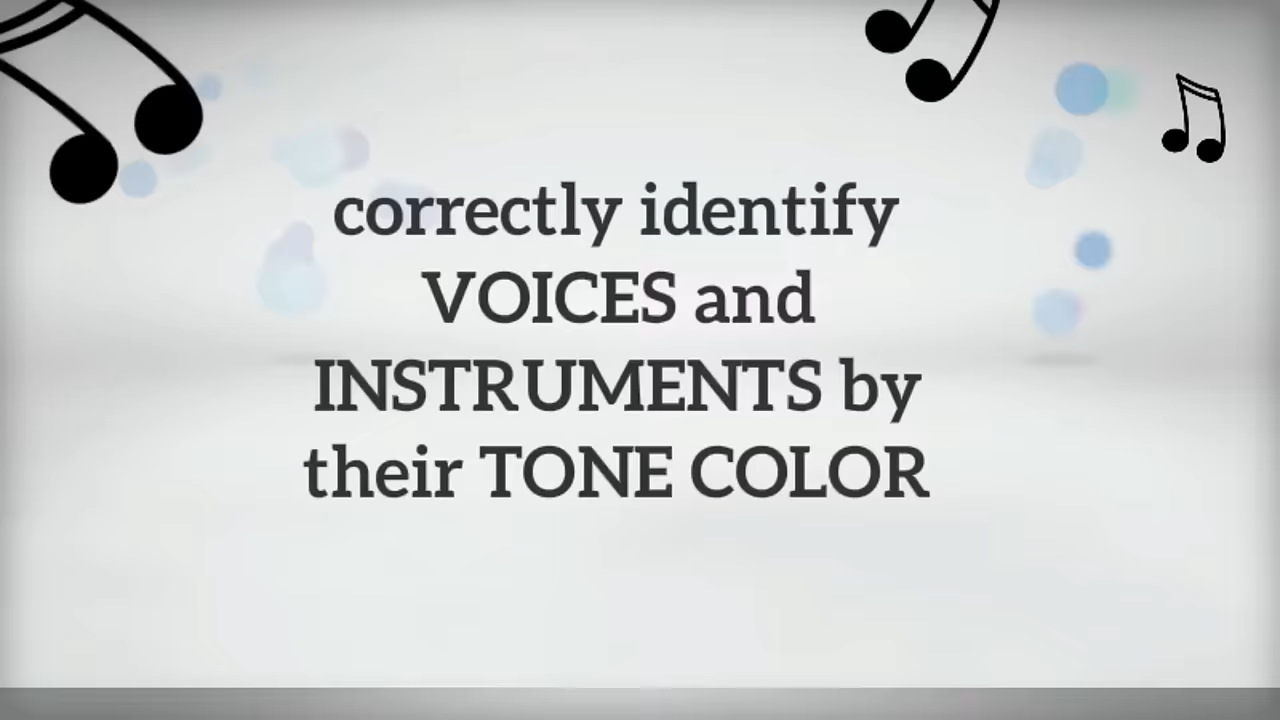 correctly identify
VOICES and
INSTRUMENTS by
their TONE COLOR